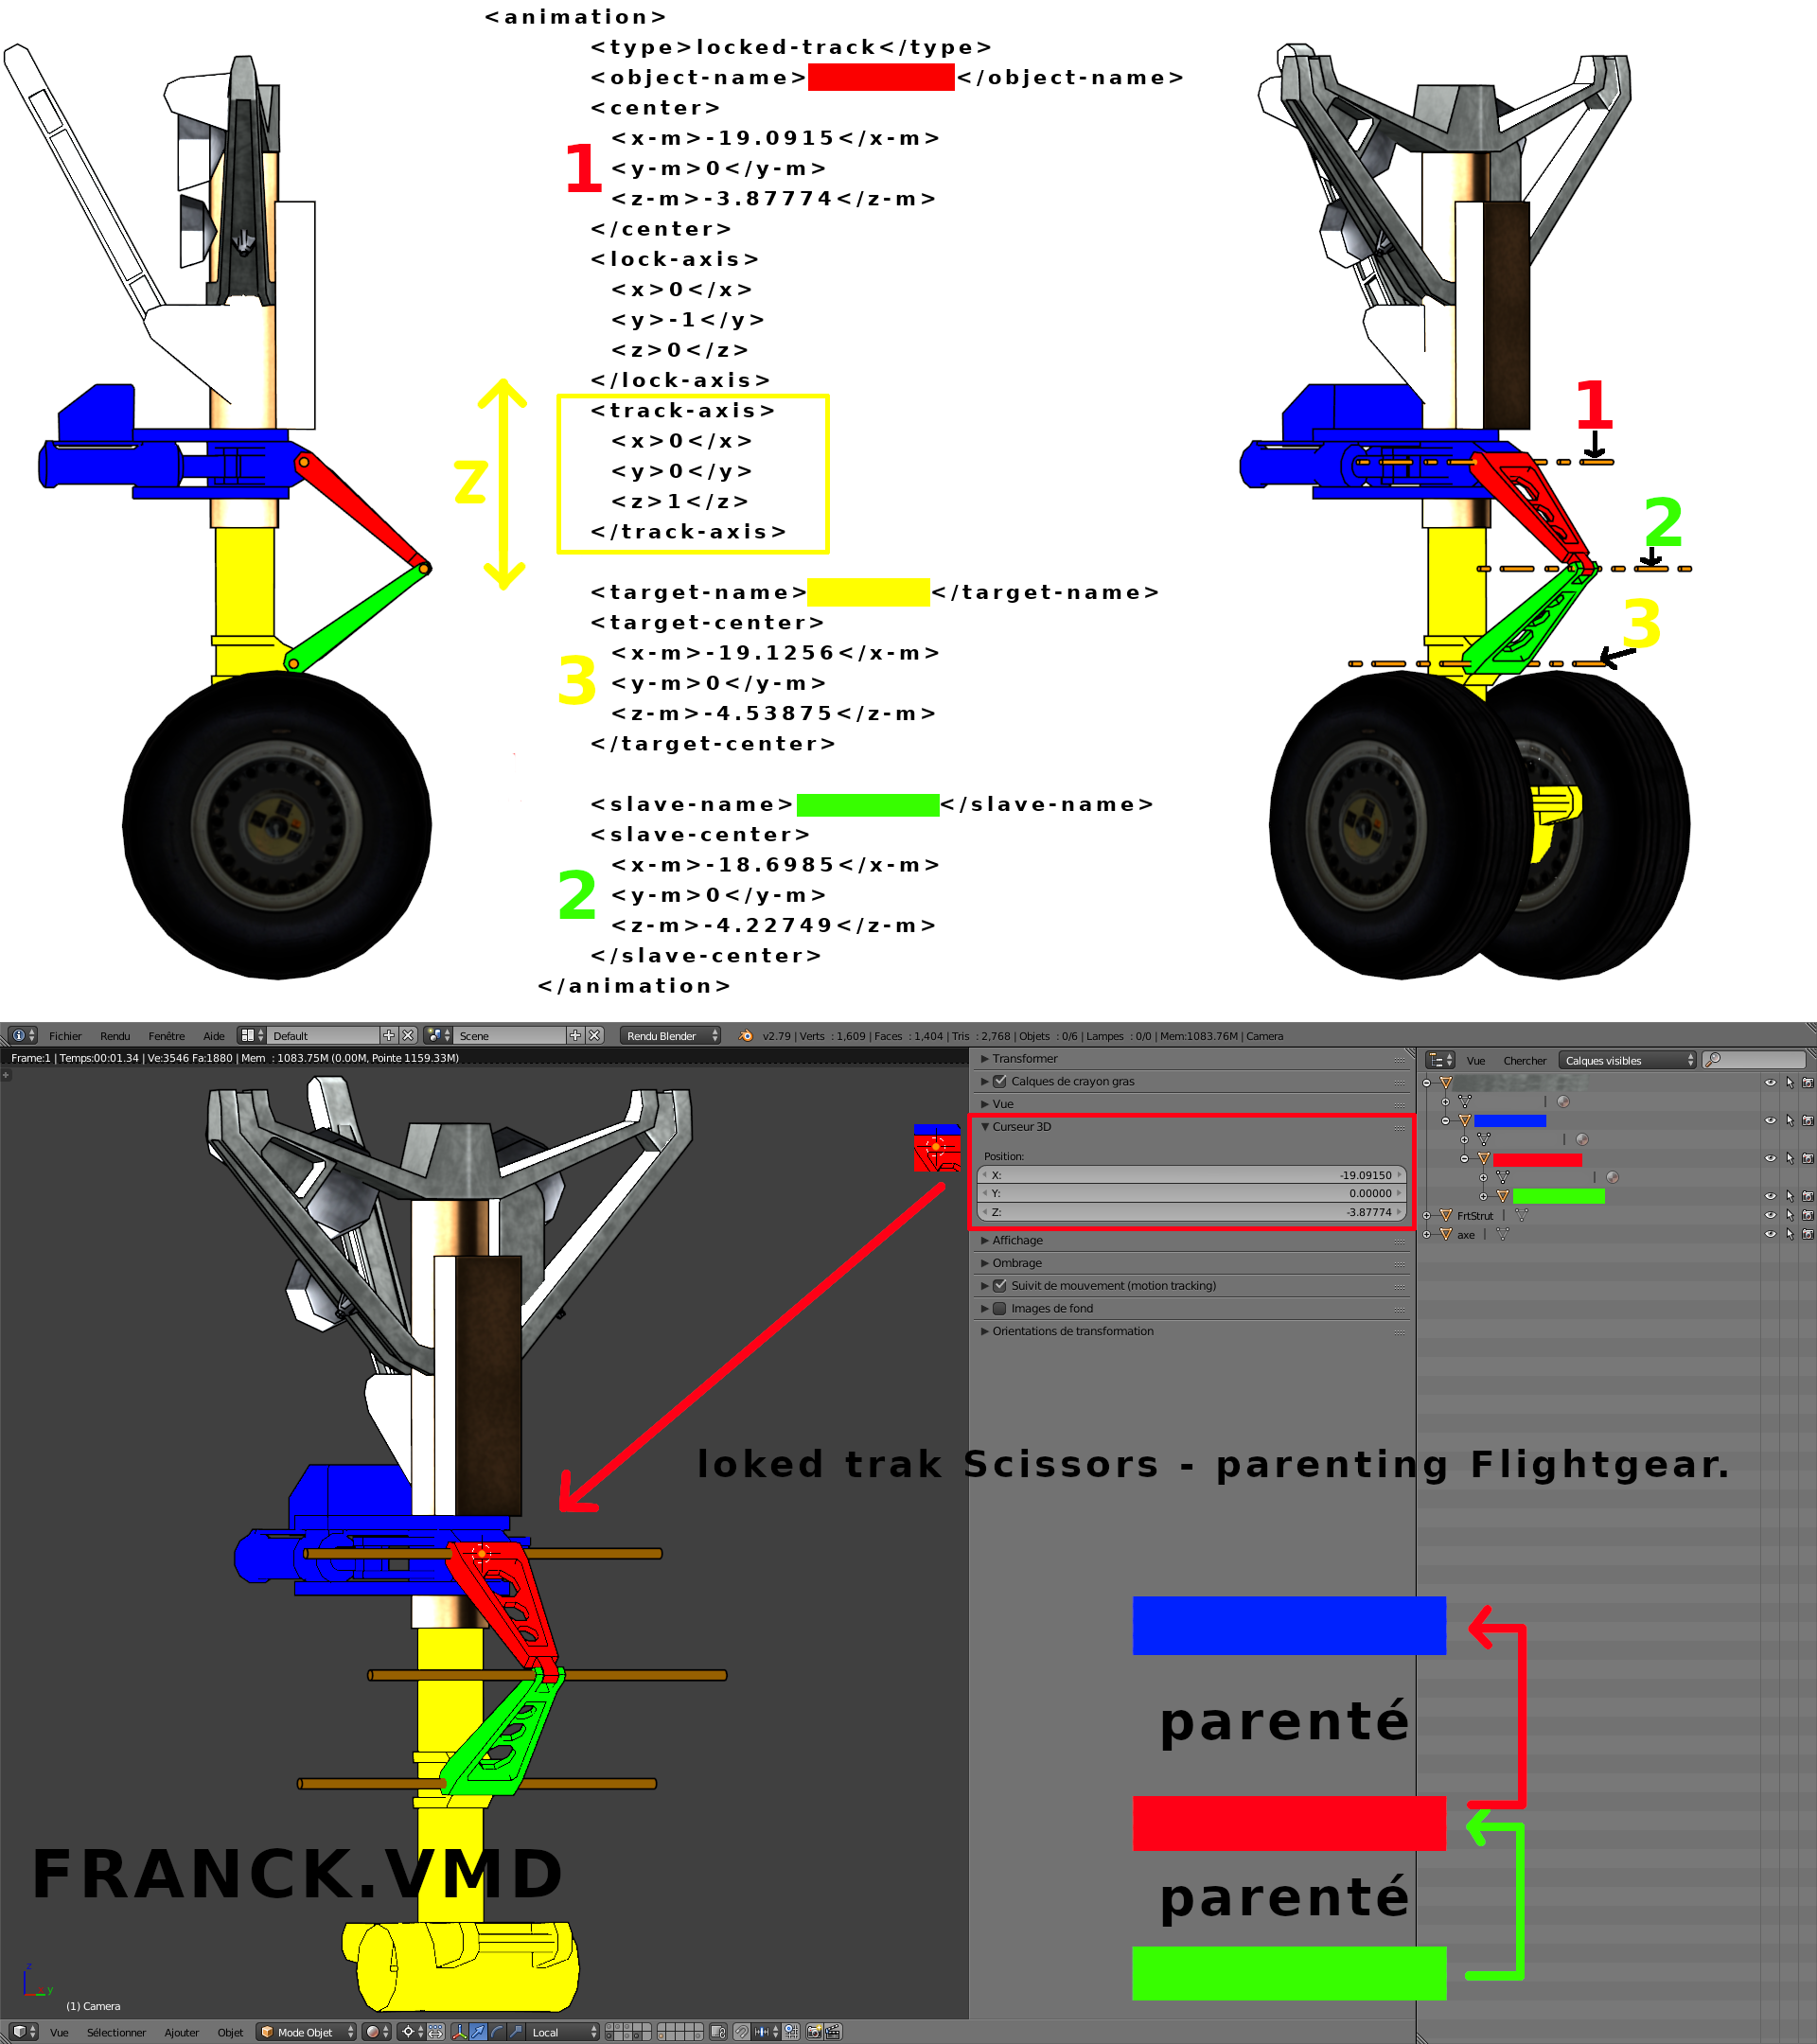 <animation>
<type>locked-track</type>
<object-name></object-name>
<center>
<x-m>-19.0915</x-m>
1
<y-m>0</y-m>
<z-m>-3.87774</z-m>
</center>
<lock-axis>
<x>0</x>
<y>-1</y>
<z>0</z>
</lock-axis>
<track-axis>
<x>0</x>
Z
<y>0</y>
<z>1</z>
</track-axis>
<target-name></target-name>
<target-center>
<x-m>-19.1256</x-m>
3
<y-m>0</y-m>
<z-m>-4.53875</z-m>
</target-center>
<slave-name></slave-name>
<slave-center>
<x-m>-18.6985</x-m>
2
<y-m>0</y-m>
<z-m>-4.22749</z-m>
</slave-center>
</animation>
1
2
3
Fichier Rendu Fenêtre Aide Default Scene Rendu Blender v2.79 | Verts : 1,609 | Faces : 1,404 | Tris : 2,768 | Objets : 0/6 | Lampes : 0/0 | Mem:1083.76M | Camera
Frame:1 | Temps:00:01.34 | Ve:3546 Fa:1880 | Mem : 1083.75M (0.00M, Pointe 1159.33M)
Transformer
Calques de crayon gras
Vue
Curseur 3D
Position:
X: -19.09150
Y: 0.00000
Z: -3.87774
Affichage
Ombrage
Suivit de mouvement (motion tracking)
Images de fond
Orientations de transformation
Vue Chercher Calques visibles
FrtStrut
axe
loked trak Scissors - parenting Flightgear.
parenté
parenté
FRANCK.VMD
z
y
(1) Camera
Vue Sélectionner Ajouter Objet Mode Objet Local